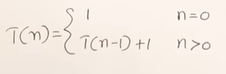 T(n) = { 1 n=0
T(n-1)+1 n>0